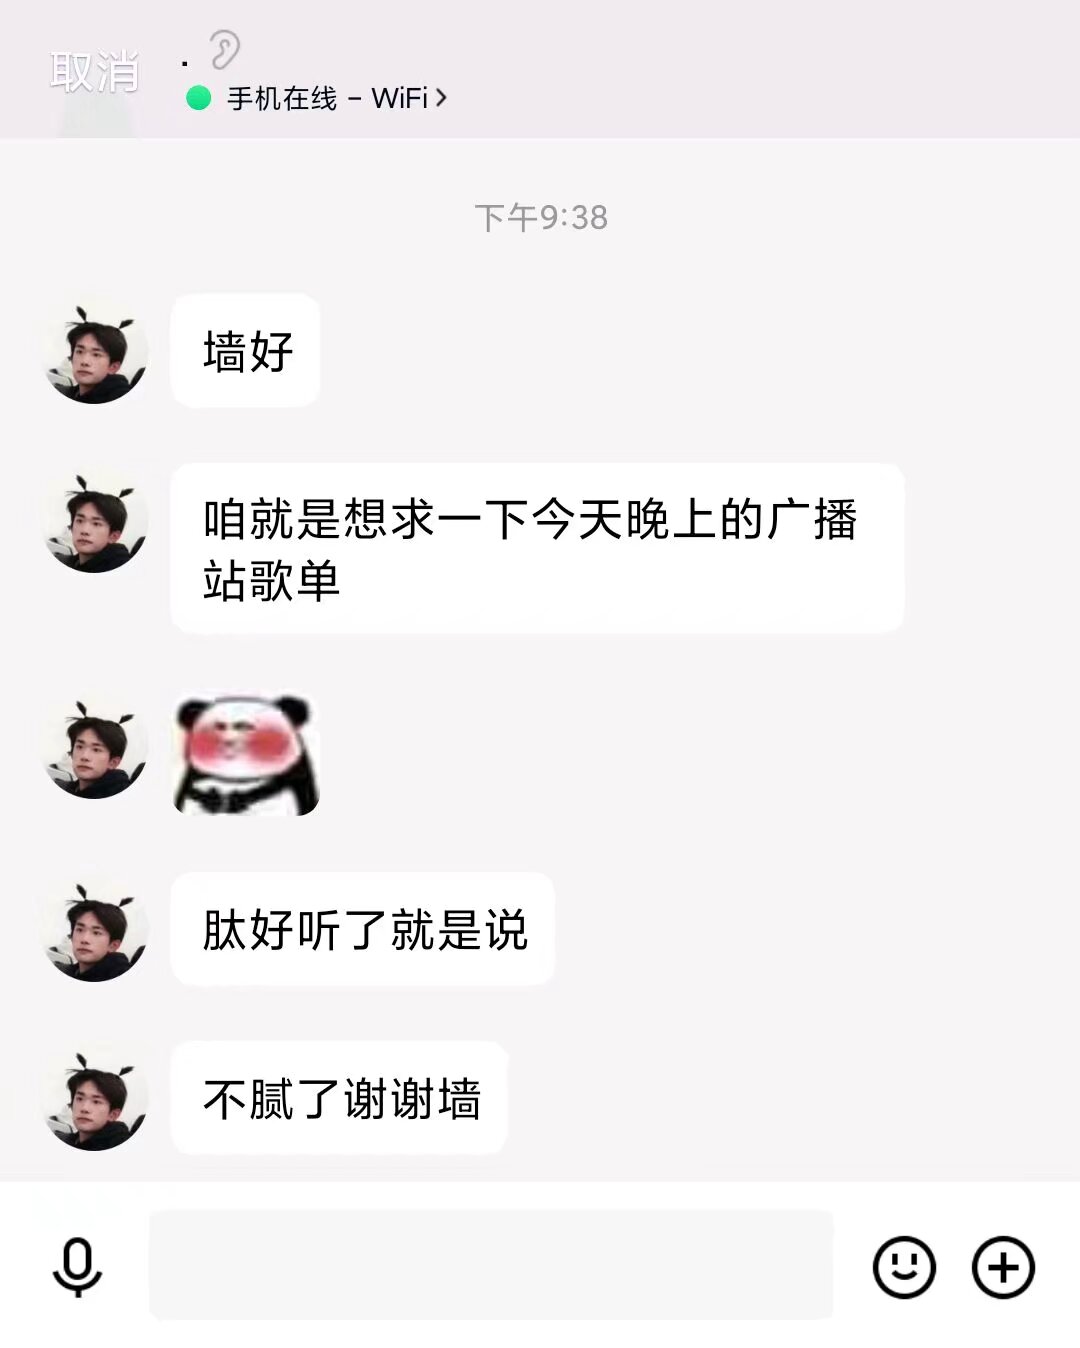 取消
.
手机在线 – WiFi
下午9:38
墙好
咱就是想求一下今天晚上的广播
站歌单
肽好听了就是说
不腻了谢谢墙